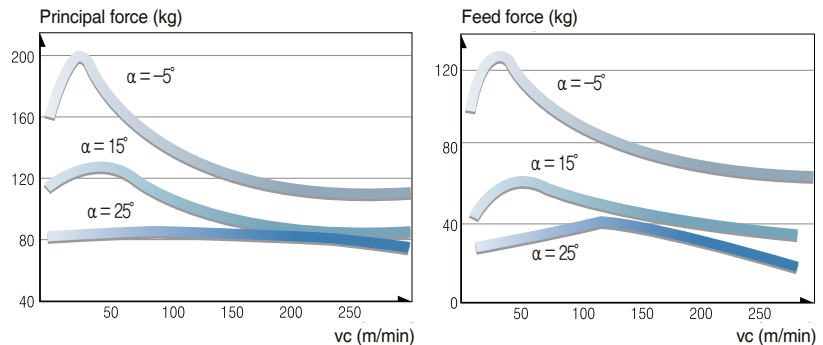 Principal force (kg)
200
160
120
80
40
α = –5°
α = 15°
α = 25°
50 100 150 200 250
vc (m/min)
Feed force (kg)
120
80
40
0
α = –5°
α = 15°
α = 25°
50 100 150 200 250
vc (m/min)